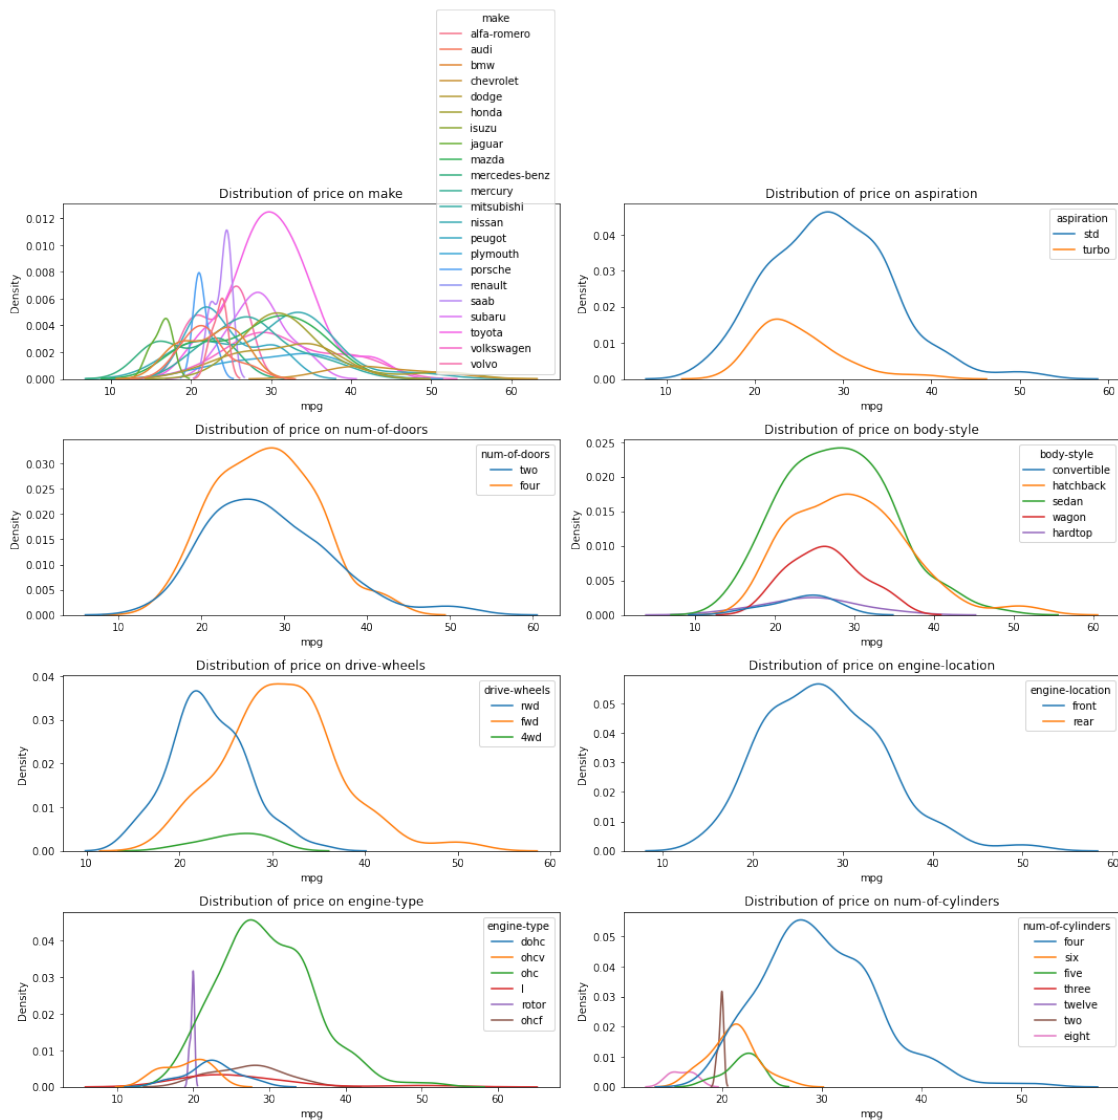 make
alfa-romero
audi
bmw
chevrolet
dodge
honda
isuzu
jaguar
mazda
mercedes-benz
mercury
mitsubishi
nissan
peugot
plymouth
porsche
renault
saab
subaru
toyota
volkswagen
volvo
Distribution of price on make
0.012
0.010
0.008
0.006
0.004
0.002
0.000
Density
10 20 30 40 50 60
mpg
Distribution of price on aspiration
aspiration
std
turbo
0.04
0.03
0.02
0.01
0.00
Density
10 20 30 40 50 60
mpg
Distribution of price on num-of-doors
num-of-doors
two
four
0.030
0.025
0.020
0.015
0.010
0.005
0.000
Density
10 20 30 40 50 60
mpg
Distribution of price on body-style
body-style
convertible
hatchback
sedan
wagon
hardtop
0.025
0.020
0.015
0.010
0.005
0.000
Density
10 20 30 40 50 60
mpg
Distribution of price on drive-wheels
drive-wheels
rwd
fwd
4wd
0.04
0.03
0.02
0.01
0.00
Density
10 20 30 40 50 60
mpg
Distribution of price on engine-location
engine-location
front
rear
0.05
0.04
0.03
0.02
0.01
0.00
Density
10 20 30 40 50 60
mpg
Distribution of price on engine-type
engine-type
dohc
ohcv
ohc
l
rotor
ohcf
0.04
0.03
0.02
0.01
0.00
Density
10 20 30 40 50 60
mpg
Distribution of price on num-of-cylinders
num-of-cylinders
four
six
five
three
twelve
two
eight
0.05
0.04
0.03
0.02
0.01
0.00
Density
20 30 40 50
mpg